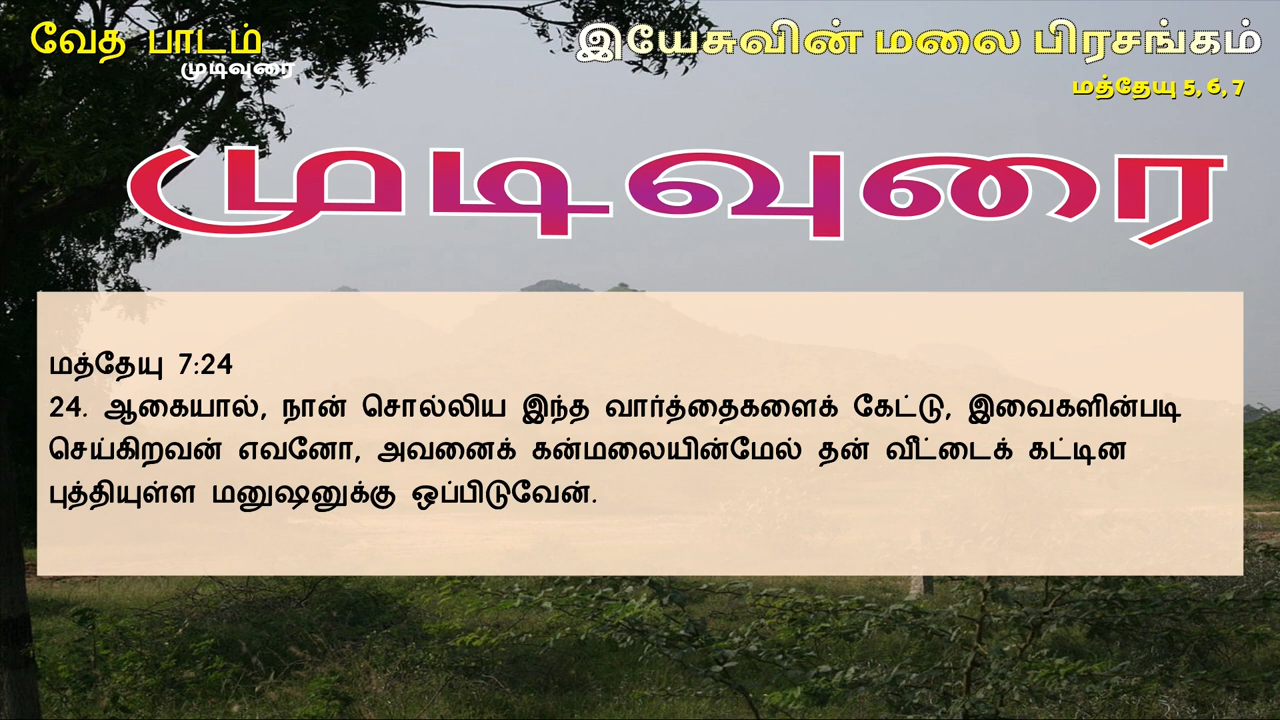 வேத பாடம்
முடிவுரை
இயேசுவின் மலை பிரசங்கம்
மத்தேயு 5, 6, 7
முடிவுரை
மத்தேயு 7:24
24. ஆகையால், நான் சொல்லிய இந்த வார்த்தைகளைக் கேட்டு, இவைகளின்படி
செய்கிறவன் எவனோ, அவனைக் கன்மலையின்மேல் தன் வீட்டைக் கட்டின
புத்தியுள்ள மனுஷனுக்கு ஒப்பிடுவேன்.